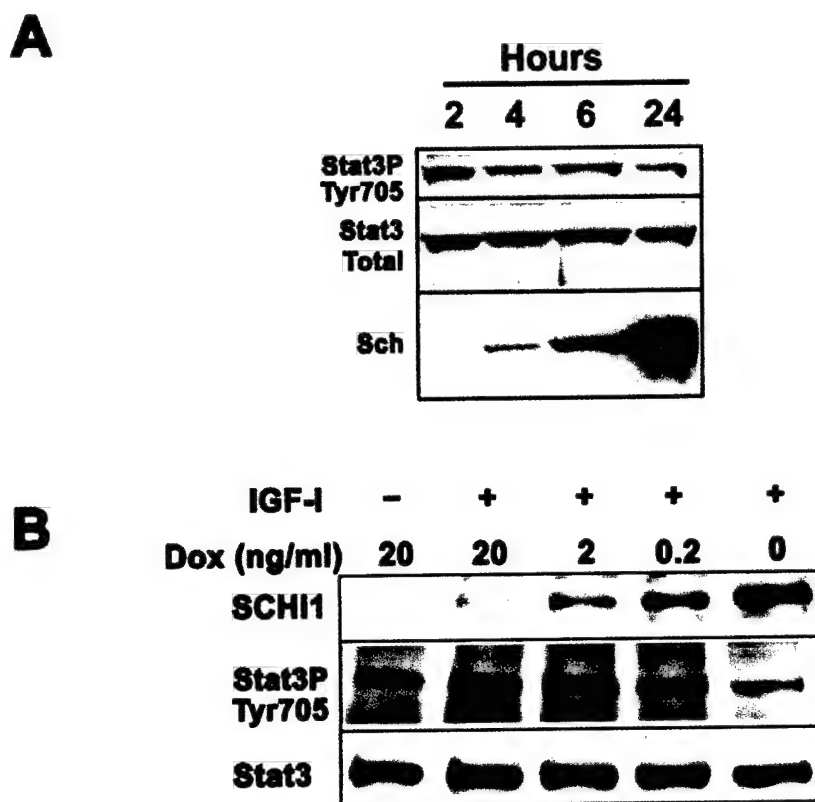 A
Hours
2 4 6 24
Stat3P
Tyr705
Stat3
Total
Sch
B
IGF-I – + + + +
Dox (ng/ml) 20 20 2 0.2 0
SCHI1
Stat3P
Tyr705
Stat3